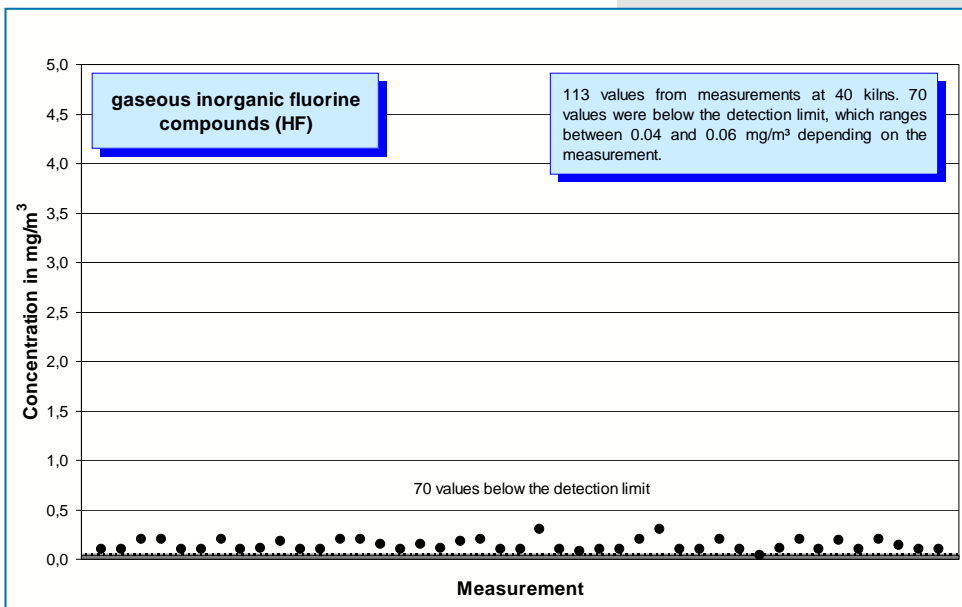 gaseous inorganic fluorine
compounds (HF)
113 values from measurements at 40 kilns. 70
values were below the detection limit, which ranges
between 0.04 and 0.06 mg/m³ depending on the
measurement.
Concentration in mg/m³
5,0
4,5
4,0
3,5
3,0
2,5
2,0
1,5
1,0
0,5
0,0
70 values below the detection limit
Measurement